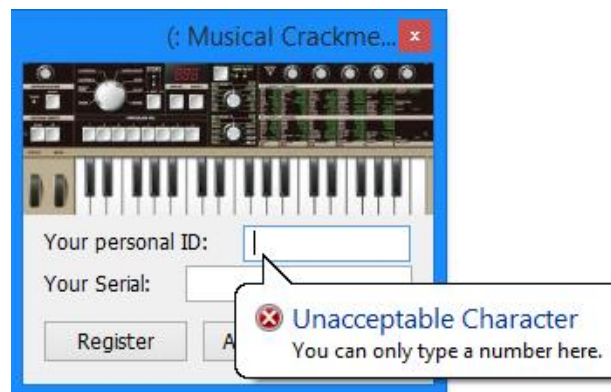 (: Musical Crackme...
Your personal ID:
Your Serial:
Unacceptable Character
You can only type a number here.
Register
A